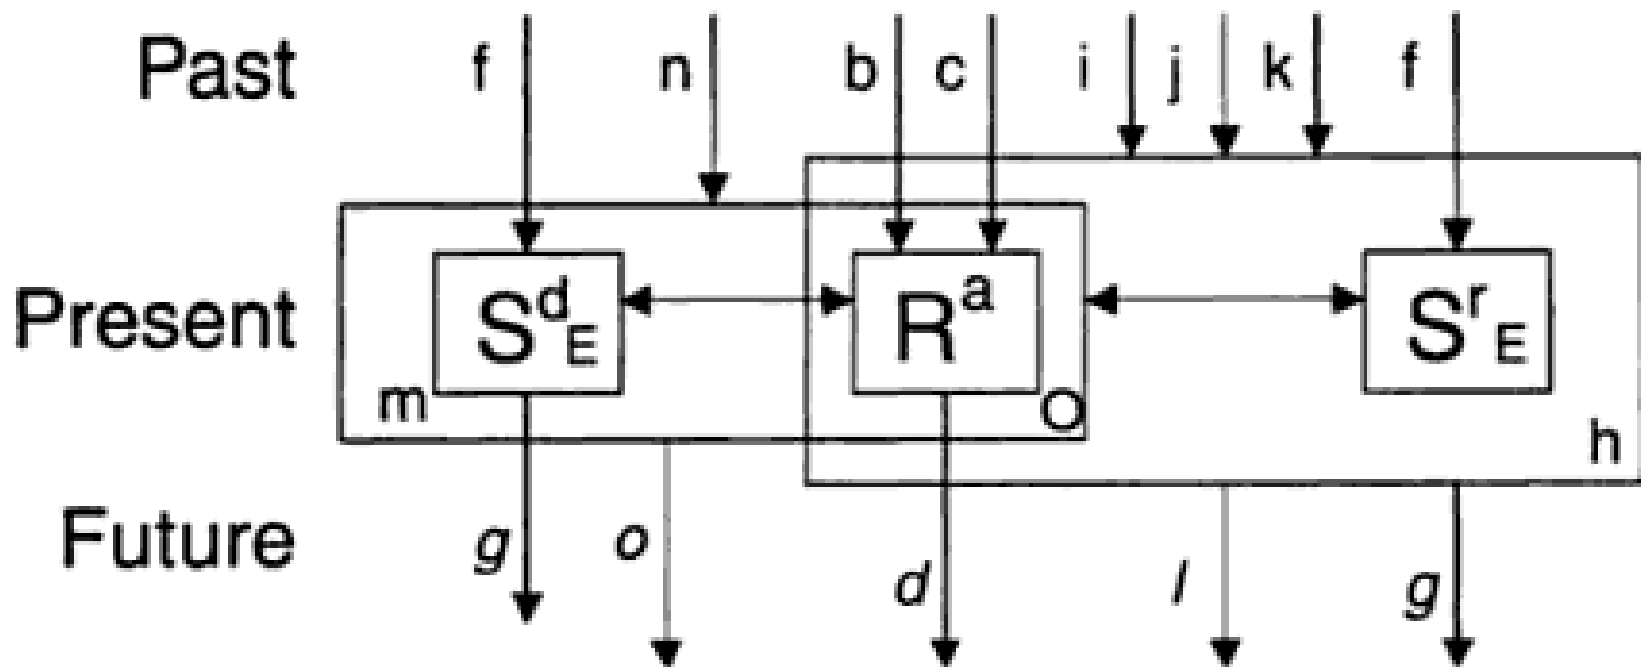 Past f n b c i j k f
Present S^d_E R^a S^r_E
m O h
Future g o d l g